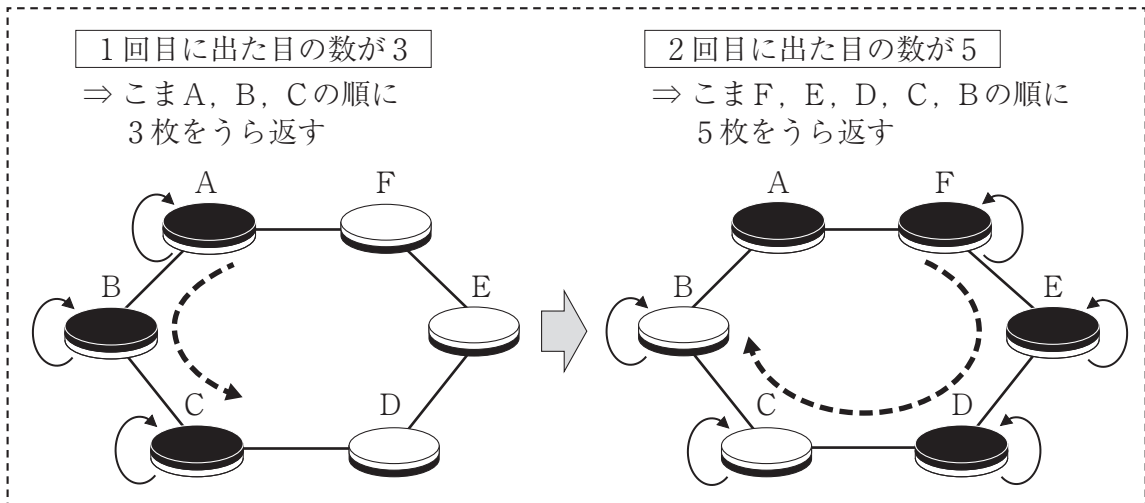 1回目に出た目の数が3
⇒ こまA，B，Cの順に
3枚をうら返す
A
F
B
E
C
D
2回目に出た目の数が5
⇒ こまF，E，D，C，Bの順に
5枚をうら返す
A
F
B
E
C
D